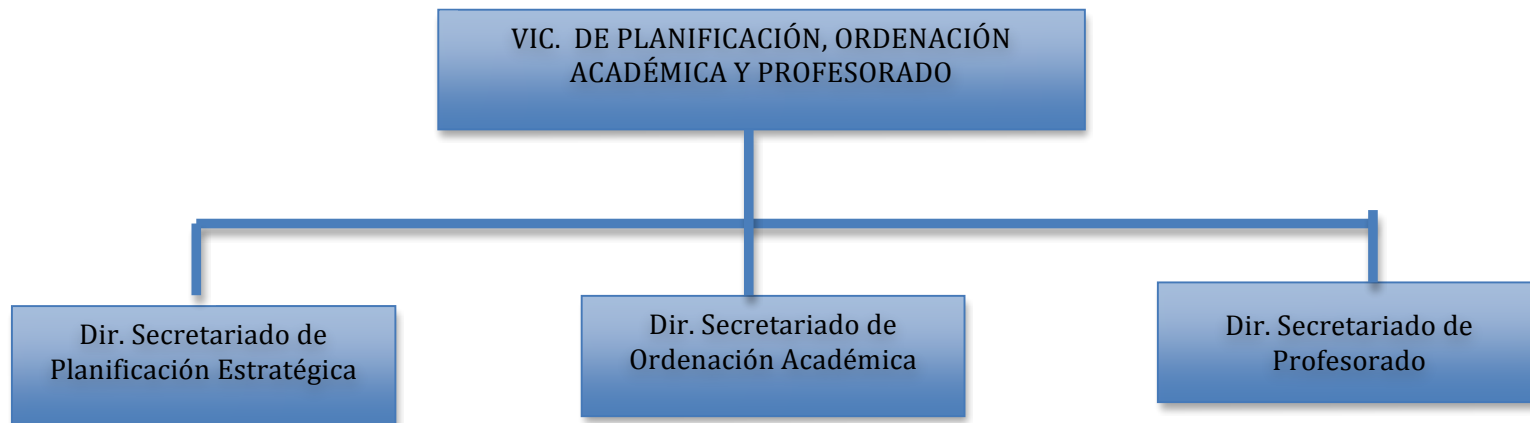 VIC. DE PLANIFICACIÓN, ORDENACIÓN
ACADÉMICA Y PROFESORADO
Dir. Secretariado de
Planificación Estratégica
Dir. Secretariado de
Ordenación Académica
Dir. Secretariado de
Profesorado